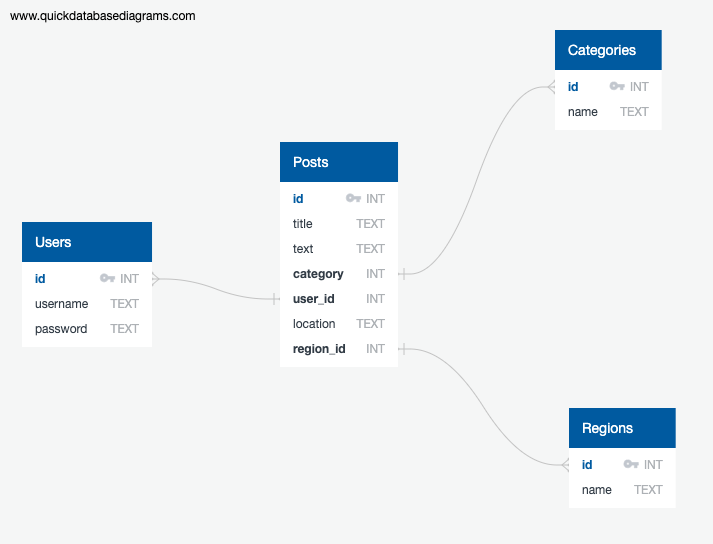 www.quickdatabasediagrams.com
Categories
id INT
name TEXT
Posts
id INT
title TEXT
text TEXT
category INT
user_id INT
location TEXT
region_id INT
Users
id INT
username TEXT
password TEXT
Regions
id INT
name TEXT